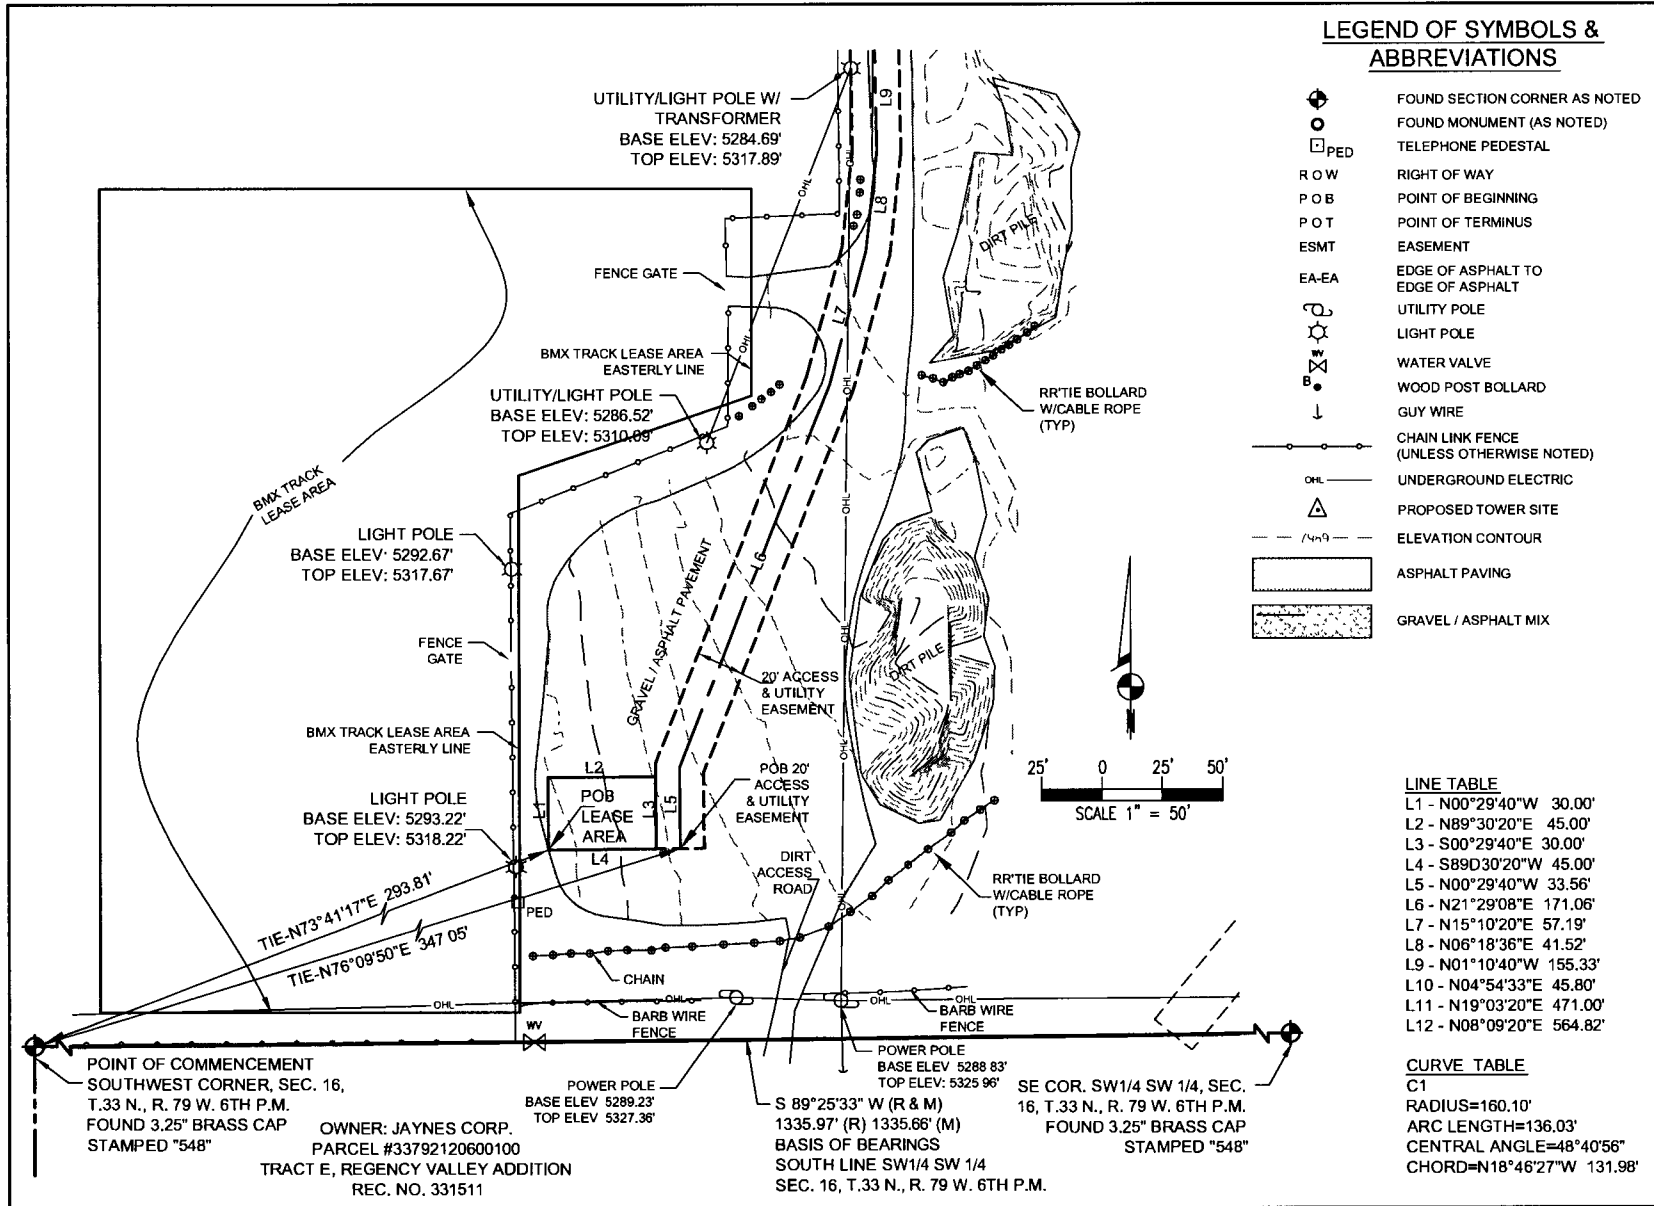 LEGEND OF SYMBOLS &
ABBREVIATIONS
FOUND SECTION CORNER AS NOTED
FOUND MONUMENT (AS NOTED)
PED TELEPHONE PEDESTAL
R O W RIGHT OF WAY
P O B POINT OF BEGINNING
P O T POINT OF TERMINUS
ESMT EASEMENT
EA-EA EDGE OF ASPHALT TO
EDGE OF ASPHALT
UTILITY POLE
LIGHT POLE
WV WATER VALVE
B WOOD POST BOLLARD
GUY WIRE
CHAIN LINK FENCE
(UNLESS OTHERWISE NOTED)
OHL UNDERGROUND ELECTRIC
PROPOSED TOWER SITE
ELEVATION CONTOUR
ASPHALT PAVING
GRAVEL / ASPHALT MIX
UTILITY/LIGHT POLE W/
TRANSFORMER
BASE ELEV: 5284.69'
TOP ELEV: 5317.89'
L9
OHL
OHL
L8
DIRT PILE
FENCE GATE
L7
BMX TRACK LEASE AREA
EASTERLY LINE
OHL
OHL
UTILITY/LIGHT POLE
BASE ELEV: 5286.52'
TOP ELEV: 5310.09'
RR'TIE BOLLARD
W/CABLE ROPE
(TYP)
BMX TRACK
LEASE AREA
OHL
LIGHT POLE
BASE ELEV: 5292.67'
TOP ELEV: 5317.67'
L6
GRAVEL / ASPHALT PAVEMENT
OHL
DIRT PILE
FENCE
GATE
20' ACCESS
& UTILITY
EASEMENT
BMX TRACK LEASE AREA
EASTERLY LINE
OHL
L2
POB 20'
ACCESS
& UTILITY
EASEMENT
25' 0 25' 50'
SCALE 1" = 50'
N
LIGHT POLE
BASE ELEV: 5293.22'
TOP ELEV: 5318.22'
L1
POB
LEASE
AREA
L3
L5
L4
DIRT
ACCESS
ROAD
RR'TIE BOLLARD
W/CABLE ROPE
(TYP)
TIE-N73°41'17"E 293.81'
TIE-N76°09'50"E 347 05'
PED
CHAIN
OHL
OHL
OHL
OHL
BARB WIRE
FENCE
BARB WIRE
FENCE
WV
POINT OF COMMENCEMENT
SOUTHWEST CORNER, SEC. 16,
T.33 N., R. 79 W. 6TH P.M.
FOUND 3.25" BRASS CAP
STAMPED "548"
OWNER: JAYNES CORP.
PARCEL #33792120600100
TRACT E, REGENCY VALLEY ADDITION
REC. NO. 331511
POWER POLE
BASE ELEV 5289.23'
TOP ELEV 5327.36'
POWER POLE
BASE ELEV 5288 83'
TOP ELEV: 5325 96'
S 89°25'33" W (R & M)
1335.97' (R) 1335.66' (M)
BASIS OF BEARINGS
SOUTH LINE SW1/4 SW 1/4
SEC. 16, T.33 N., R. 79 W. 6TH P.M.
SE COR. SW1/4 SW 1/4, SEC.
16, T.33 N., R. 79 W. 6TH P.M.
FOUND 3.25" BRASS CAP
STAMPED "548"
LINE TABLE
L1 - N00°29'40"W 30.00'
L2 - N89°30'20"E 45.00'
L3 - S00°29'40"E 30.00'
L4 - S89D30'20"W 45.00'
L5 - N00°29'40"W 33.56'
L6 - N21°29'08"E 171.06'
L7 - N15°10'20"E 57.19'
L8 - N06°18'36"E 41.52'
L9 - N01°10'40"W 155.33'
L10 - N04°54'33"E 45.80'
L11 - N19°03'20"E 471.00'
L12 - N08°09'20"E 564.82'
CURVE TABLE
C1
RADIUS=160.10'
ARC LENGTH=136.03'
CENTRAL ANGLE=48°40'56"
CHORD=N18°46'27"W 131.98'